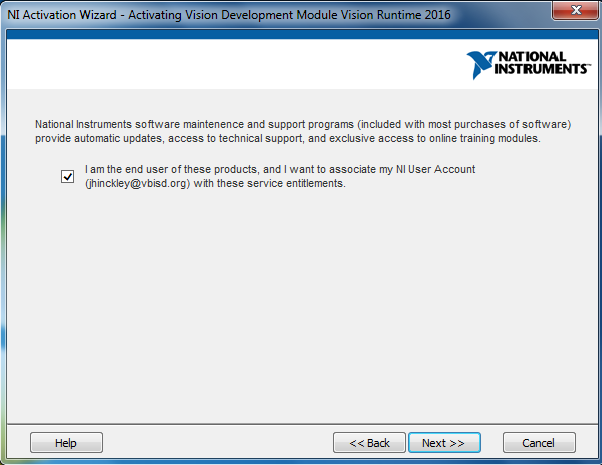 NI Activation Wizard - Activating Vision Development Module Vision Runtime 2016
NATIONAL
INSTRUMENTS™
National Instruments software maintenence and support programs (included with most purchases of software)
provide automatic updates, access to technical support, and exclusive access to online training modules.
I am the end user of these products, and I want to associate my NI User Account
(jhinckley@vbisd.org) with these service entitlements.
Help
<< Back
Next >>
Cancel